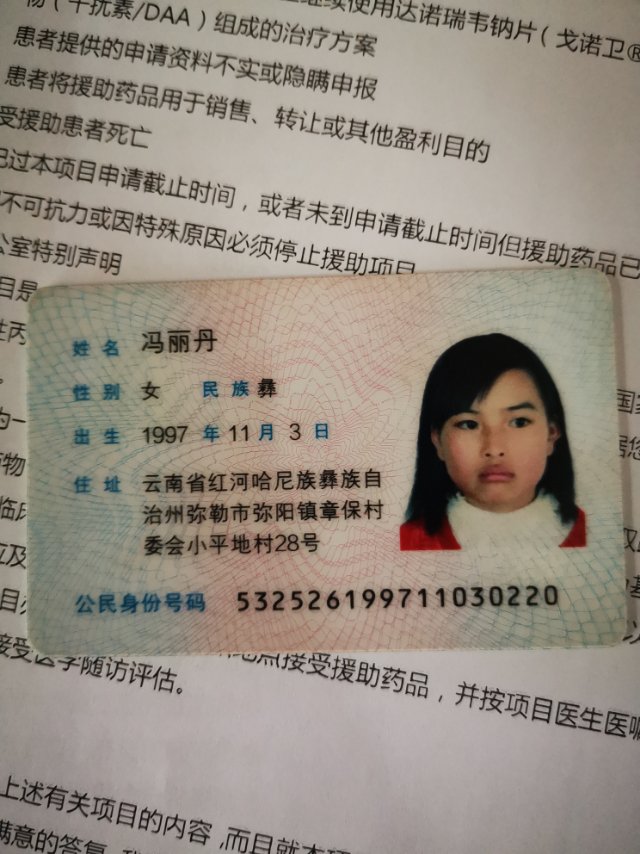 物（干扰素/DAA）组成的治疗方案
继续使用达诺瑞韦钠片（戈诺卫®
患者提供的申请资料不实或隐瞒申报
患者将援助药品用于销售、转让或其他盈利目的
受援助患者死亡
已过本项目申请截止时间，或者未到申请截止时间但援助药品已
不可抗力或因特殊原因必须停止援助项目
公室特别声明
目是
姓名 冯丽丹
性别 女 民族 彝
出生 1997 年 11 月 3 日
住址 云南省红河哈尼族彝族自
治州弥勒市弥阳镇章保村
委会小平地村28号
公民身份号码 532526199711030220
地点接受援助药品，并按项目医生医嘱
接受医学随访评估。
上述有关项目的内容，而且就本项
满意的答复